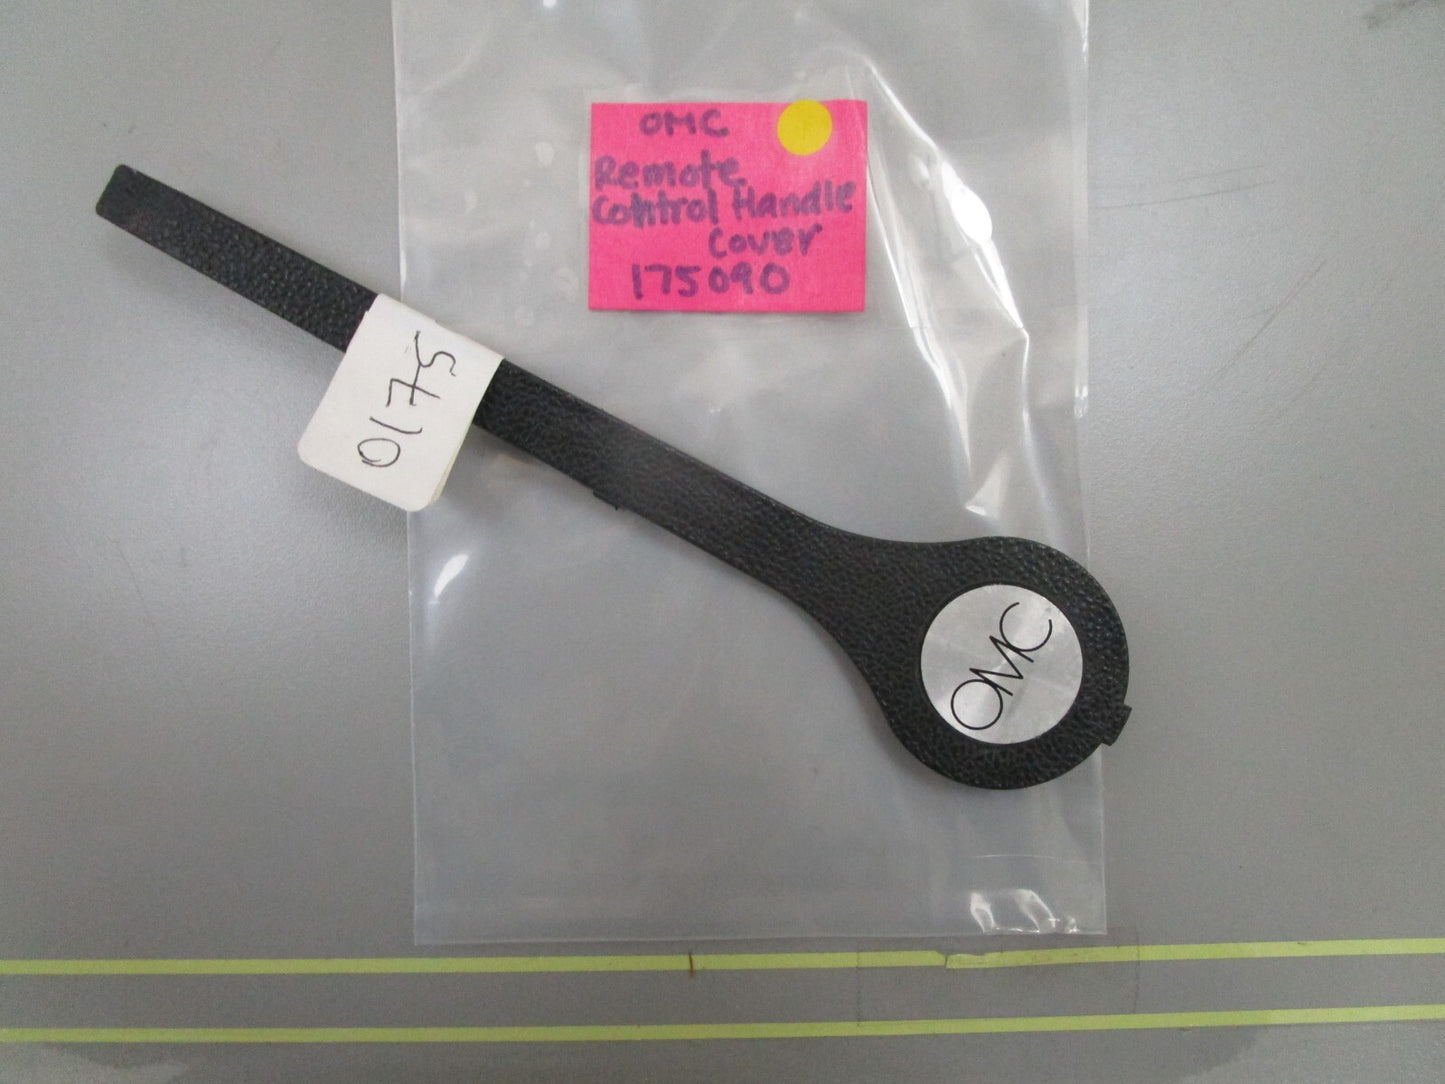 OMC
Remote
Control Handle
Cover
175090
0175
OMC